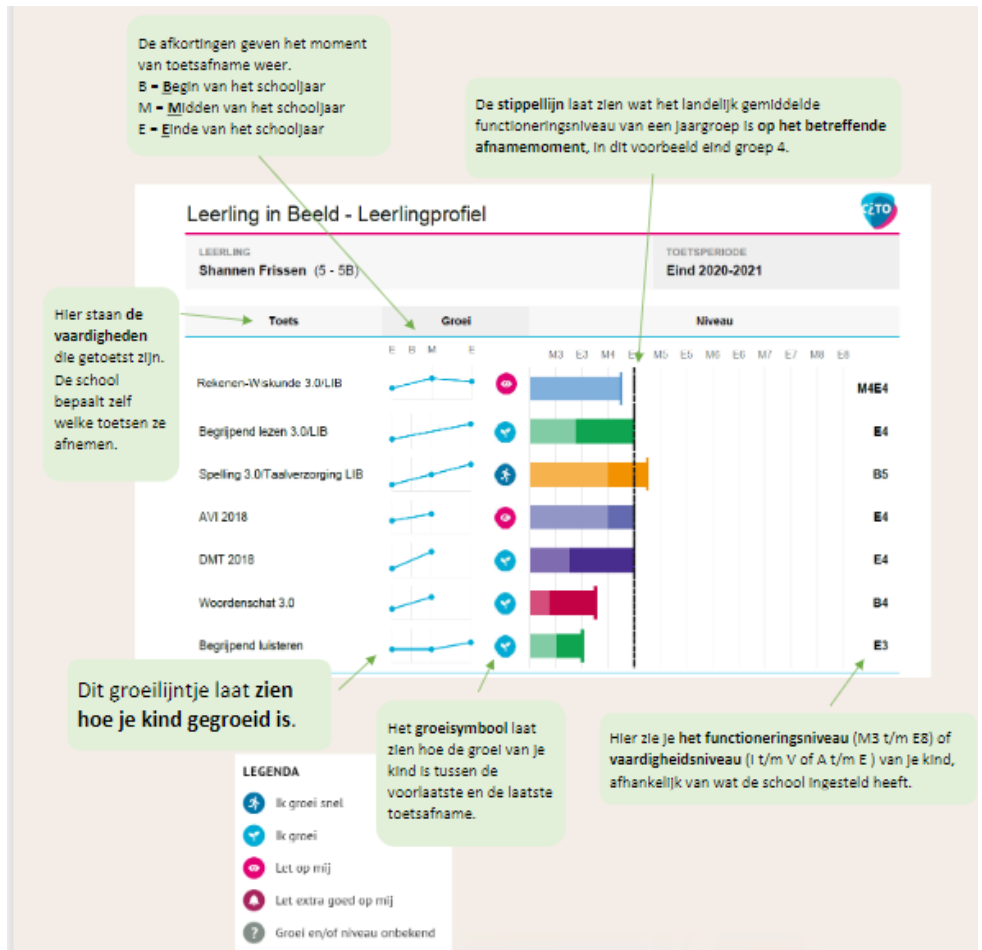 De afkortingen geven het moment
van toetsafname weer.
B = Begin van het schooljaar
M = Midden van het schooljaar
E = Einde van het schooljaar
De stippellijn laat zien wat het landelijk gemiddelde
functioneringsniveau van een jaargroep is op het betreffende
afnamemoment, in dit voorbeeld eind groep 4.
Leerling in Beeld - Leerlingprofiel
CITO
LEERLING
Shannen Frissen (5 - 5B)
TOETSPERIODE
Eind 2020-2021
Hier staan de
vaardigheden
die getoetst zijn.
De school
bepaalt zelf
welke toetsen ze
afnemen.
Toets Groei Niveau
E B M E M3 E3 M4 E4 M5 E5 M6 E6 M7 E7 M8 E8
Rekenen-Wiskunde 3.0/LIB M4E4
Begrijpend lezen 3.0/LIB E4
Spelling 3.0/Taalverzorging LIB B5
AVI 2018 E4
DMT 2018 E4
Woordenschat 3.0 B4
Begrijpend luisteren E3
Dit groeilijntje laat zien
hoe je kind gegroeid is.
Het groeisymbool laat
zien hoe de groei van je
kind is tussen de
voorlaatste en de laatste
toetsafname.
Hier zie je het functioneringsniveau (M3 t/m E8) of
vaardigheidsniveau (I t/m V of A t/m E ) van je kind,
afhankelijk van wat de school ingesteld heeft.
LEGENDA
Ik groei snel
Ik groei
Let op mij
Let extra goed op mij
? Groei en/of niveau onbekend